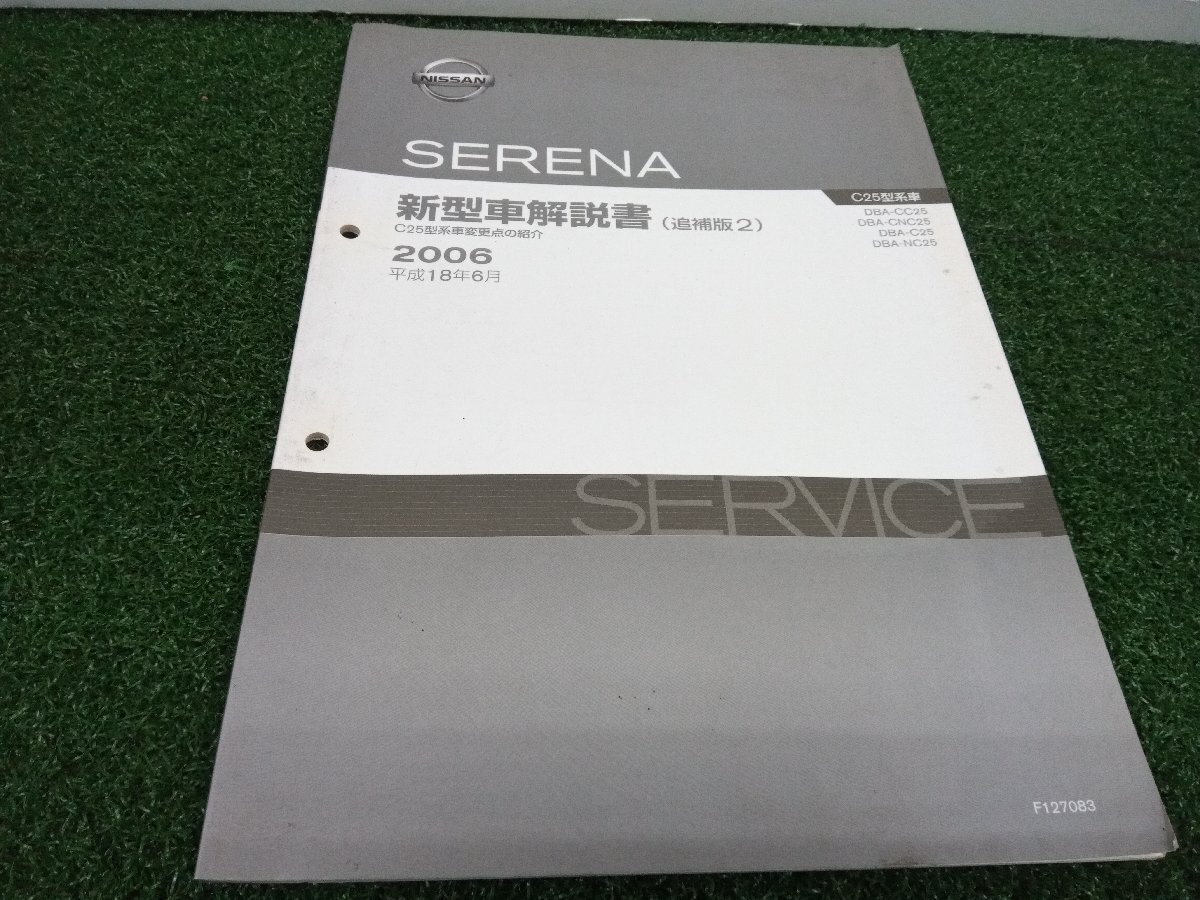 NISSAN
SERENA
C25型系車
DBA-CC25
DBA-CNC25
DBA-C25
DBA-NC25
新型車解説書(追補版2)
C25型系車変更点の紹介
2006
平成18年6月
SERVICE
F127083